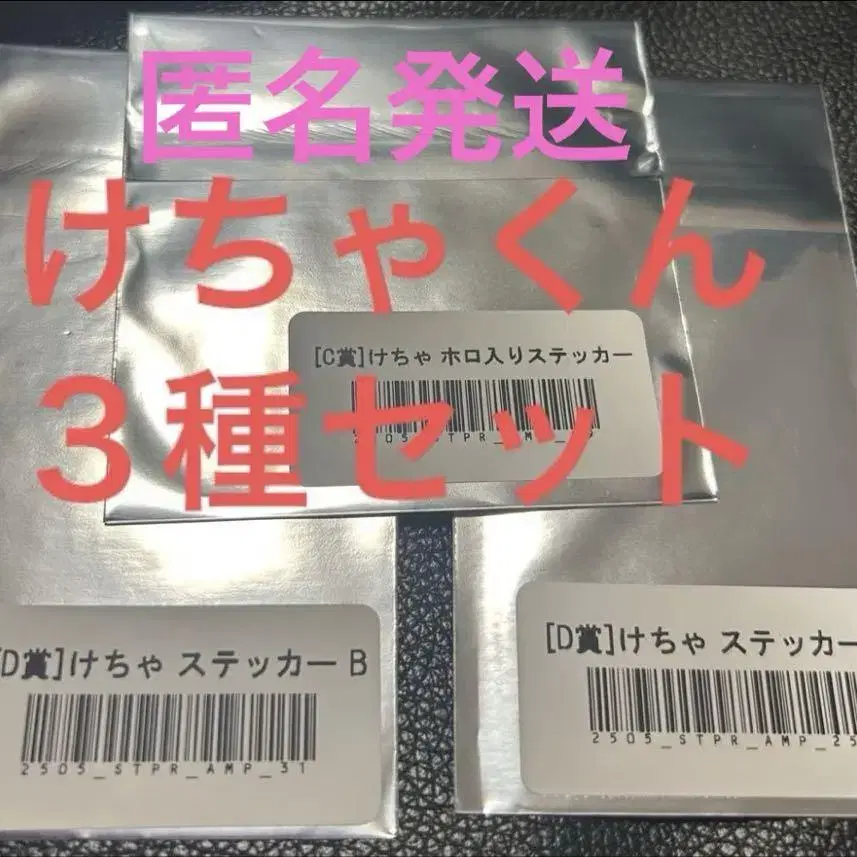 匿名発送
けちゃくん
3種セット
[C賞]けちゃ ホロ入りステッカー
[D賞]けちゃ ステッカー B
2505_STPR_AMP_31
[D賞]けちゃ ステッカー
2505_STPR_AMP_25